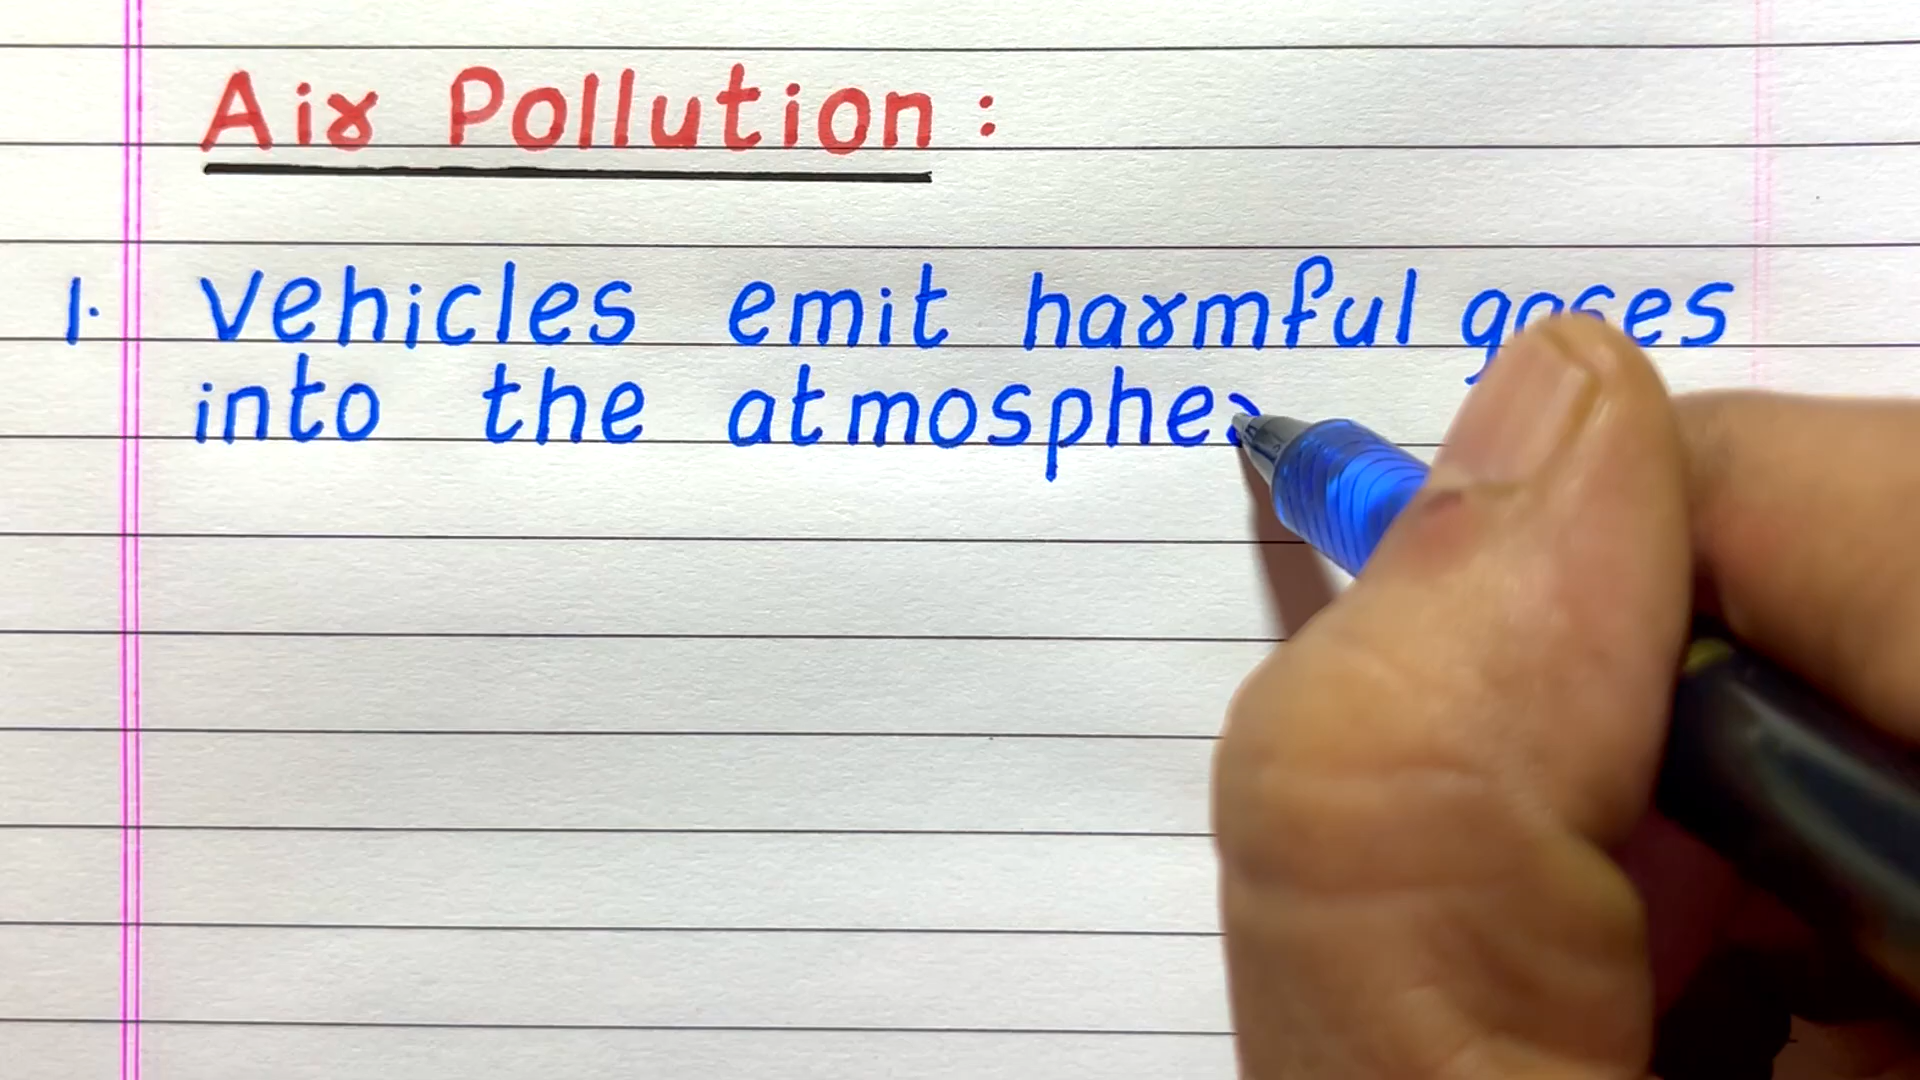 Air Pollution :
1. Vehicles emit harmful gases
into the atmosphe